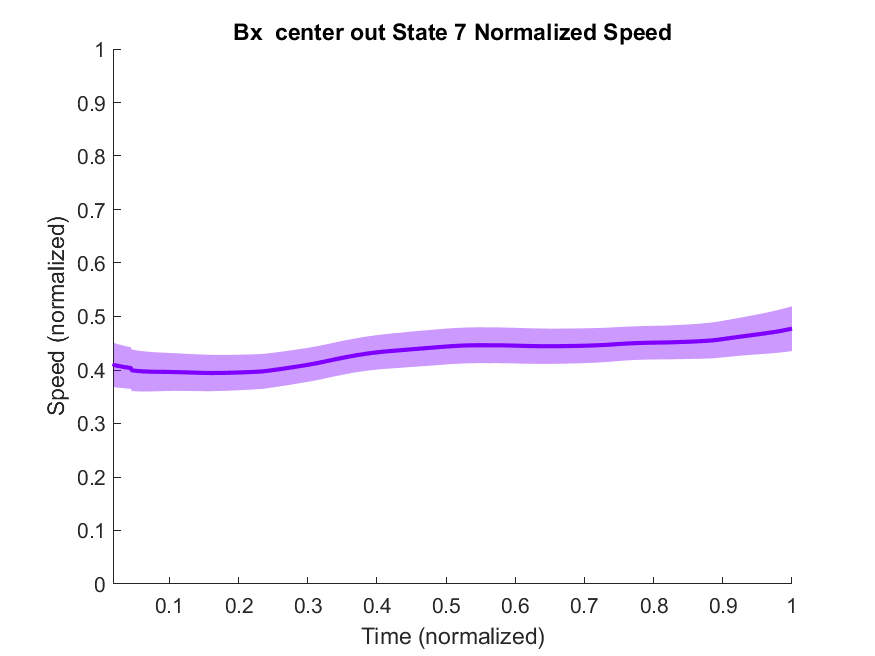 Bx  center out State 7 Normalized Speed
1
0.9
0.8
0.7
0.6
0.5
0.4
0.3
0.2
0.1
0
Speed (normalized)
0.1 0.2 0.3 0.4 0.5 0.6 0.7 0.8 0.9 1
Time (normalized)